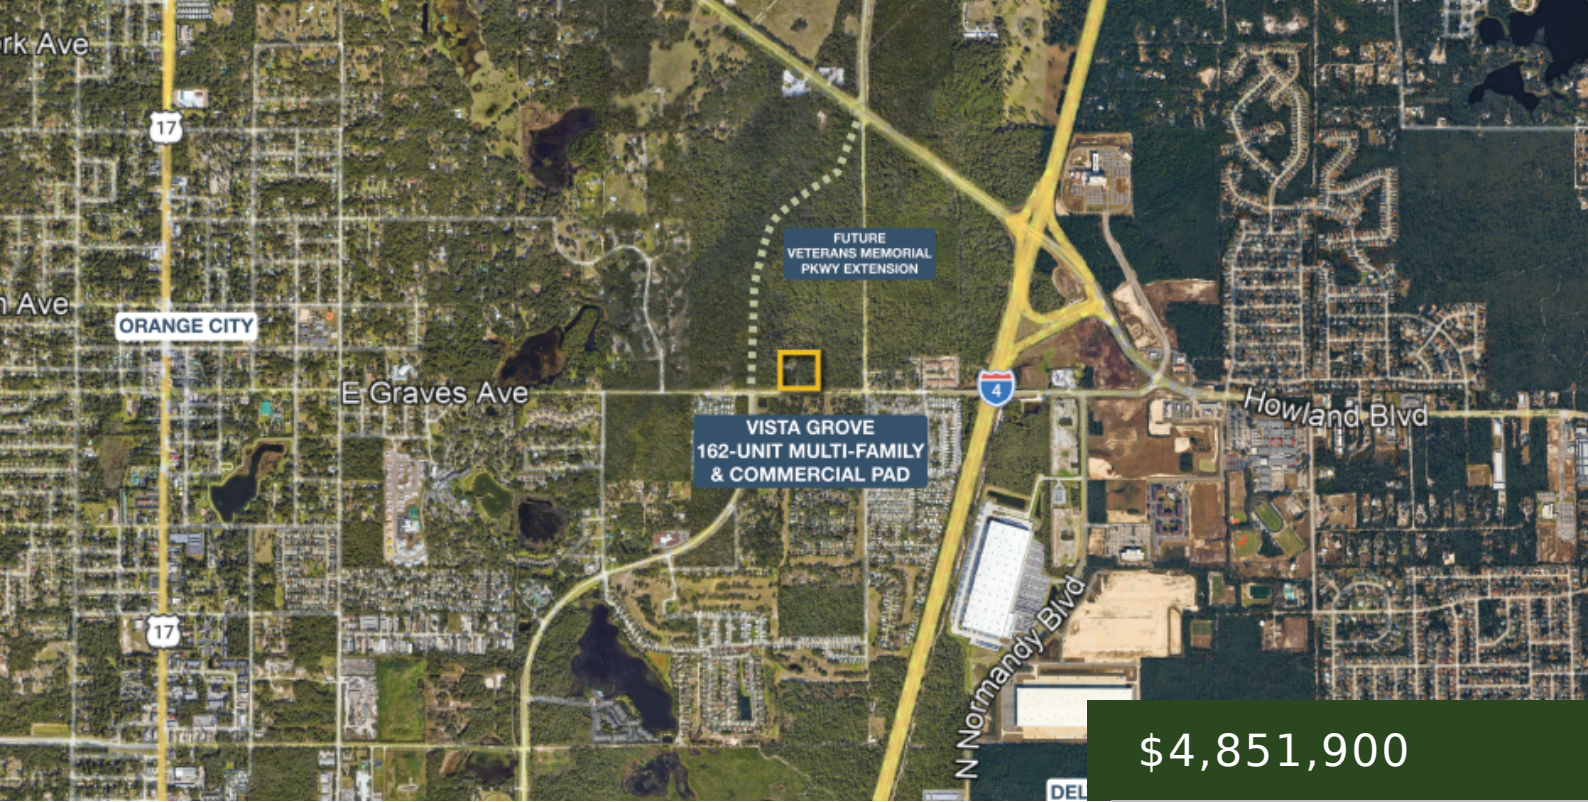 rk Ave
17
FUTURE
VETERANS MEMORIAL
PKWY EXTENSION
n Ave
ORANGE CITY
E Graves Ave
4
Howland Blvd
VISTA GROVE
162-UNIT MULTI-FAMILY
& COMMERCIAL PAD
17
N Normandy Blvd
$4,851,900
DEL